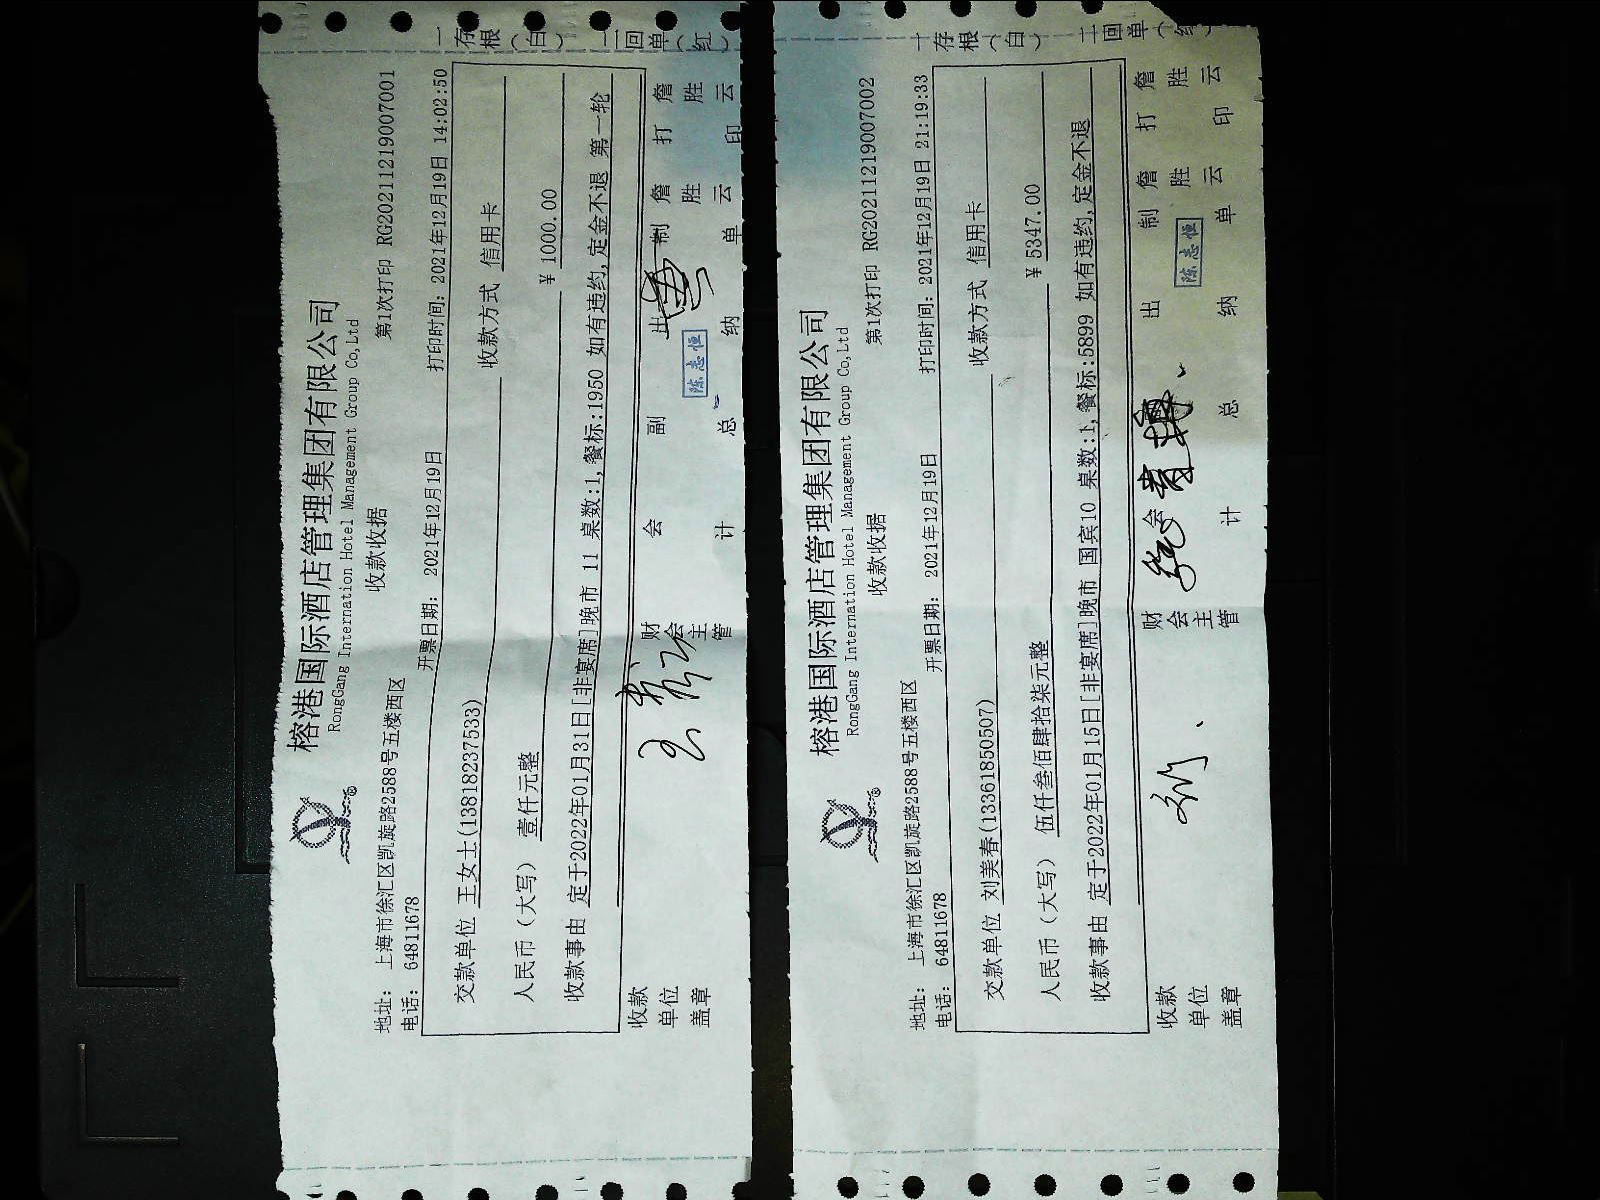 榕港国际酒店管理集团有限公司
RongGang International Hotel Management Group Co,Ltd
收款收据
第1次打印 RG20211219007001
地址： 上海市徐汇区凯旋路2588号五楼西区
电话： 64811678
开票日期： 2021年12月19日
打印时间：2021年12月19日 14:02:50
交款单位 王女士(13818237533)
收款方式 信用卡
人民币（大写） 壹仟元整
¥ 1000.00
收款事由 定于2022年01月31日[非宴席]晚市 11 桌数:1,餐标:1950 如有违约,定金不退 第一轮
收款单位盖章
财会主管
会计
副总
出纳
陈志恒
制单
詹胜云
打印
詹胜云
一存根（白） 二回单（红）
榕港国际酒店管理集团有限公司
RongGang International Hotel Management Group Co,Ltd
收款收据
第1次打印 RG20211219007002
地址： 上海市徐汇区凯旋路2588号五楼西区
电话： 64811678
开票日期： 2021年12月19日
打印时间：2021年12月19日 21:19:33
交款单位 刘美春(13361850507)
收款方式 信用卡
人民币（大写） 伍仟叁佰肆拾柒元整
¥ 5347.00
收款事由 定于2022年01月15日[非宴席]晚市 国宾10 桌数:1,餐标:5899 如有违约,定金不退
收款单位盖章
财会主管
会计
总
出纳
陈志恒
制单
詹胜云
打印
詹胜云
一存根（白） 二回单（红）